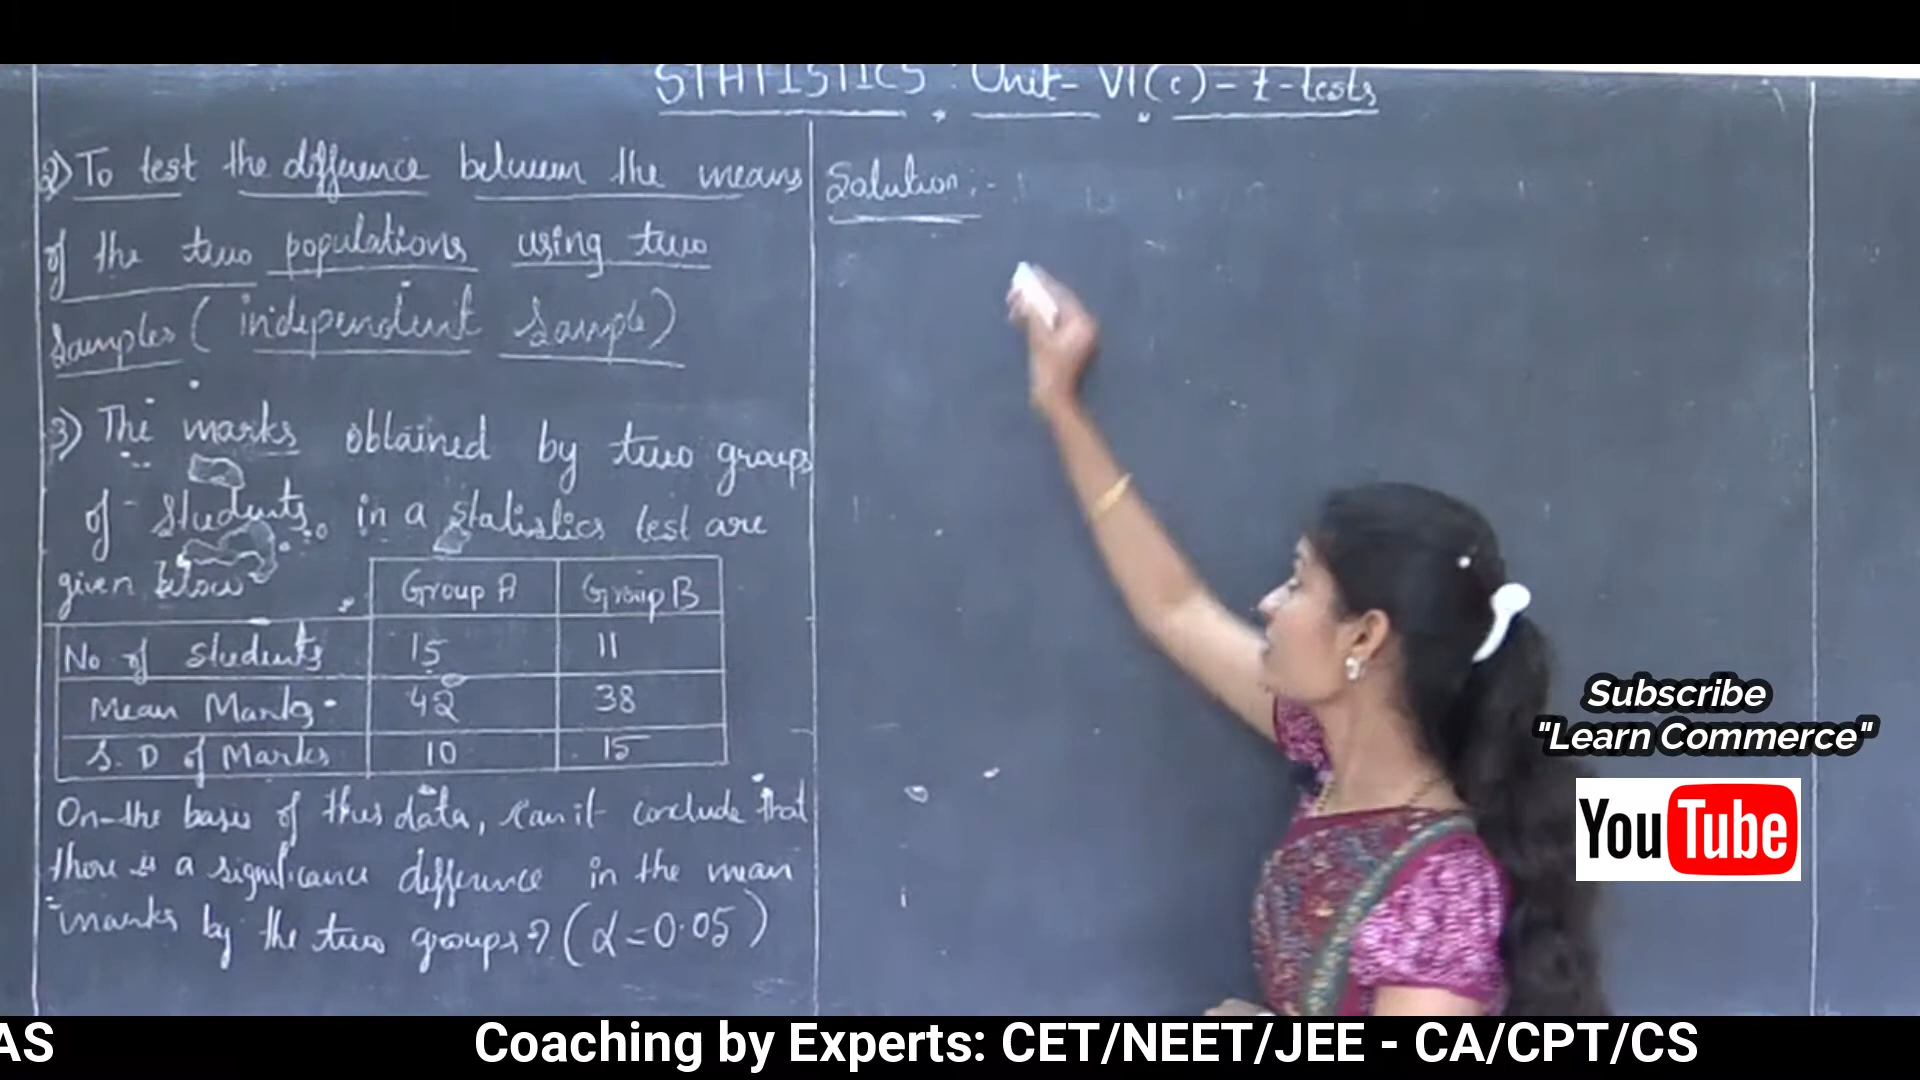 STATISTICS : Unit- VI(c) - t-tests
2) To test the difference between the means
of the two populations using two
samples ( independent sample)
3) The marks obtained by two groups
of students in a statistics test are
given below
Group A Group B
No of students 15 11
Mean Marks 42 38
S. D of Marks 10 15
On the basis of this data, can it conclude that
there is a significance difference in the mean
marks by the two groups? (α = 0.05)
Solution :-
Subscribe
"Learn Commerce"
YouTube
AS Coaching by Experts: CET/NEET/JEE - CA/CPT/CS